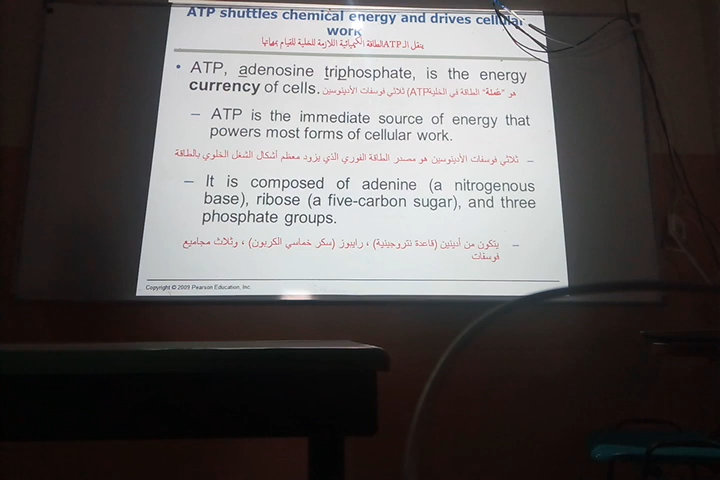 ATP shuttles chemical energy and drives cellular
work
ينقل الـ ATP الطاقة الكيميائية اللازمة للخلية للقيام بمهامها
• ATP, adenosine triphosphate, is the energy
currency of cells. هو "عملة" الطاقة في الخلية ATP) ثلاثي فوسفات الأدينوسين
– ATP is the immediate source of energy that
powers most forms of cellular work.
– ثلاثي فوسفات الأدينوسين هو مصدر الطاقة الفوري الذي يزود معظم أشكال الشغل الخلوي بالطاقة
– It is composed of adenine (a nitrogenous
base), ribose (a five-carbon sugar), and three
phosphate groups.
– يتكون من أدينين (قاعدة نتروجينية) ، رايبوز (سكر خماسي الكربون) ، وثلاث مجاميع
فوسفات
Copyright © 2009 Pearson Education, Inc.